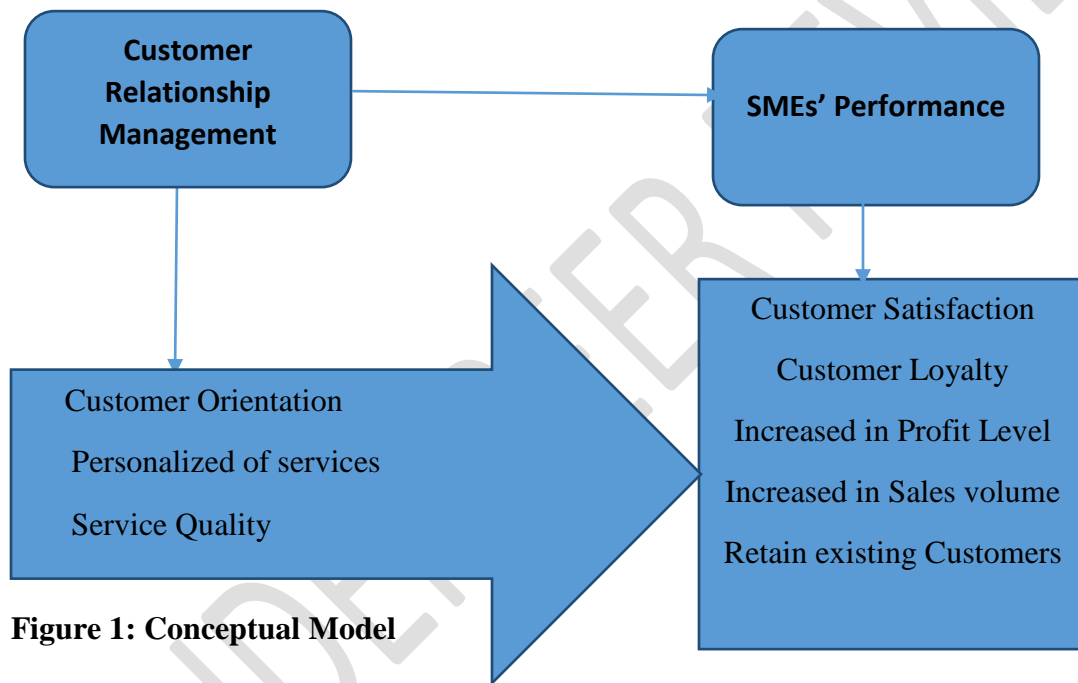 Customer
Relationship
Management
SMEs’ Performance
Customer Orientation
Personalized of services
Service Quality
Customer Satisfaction
Customer Loyalty
Increased in Profit Level
Increased in Sales volume
Retain existing Customers
Figure 1: Conceptual Model